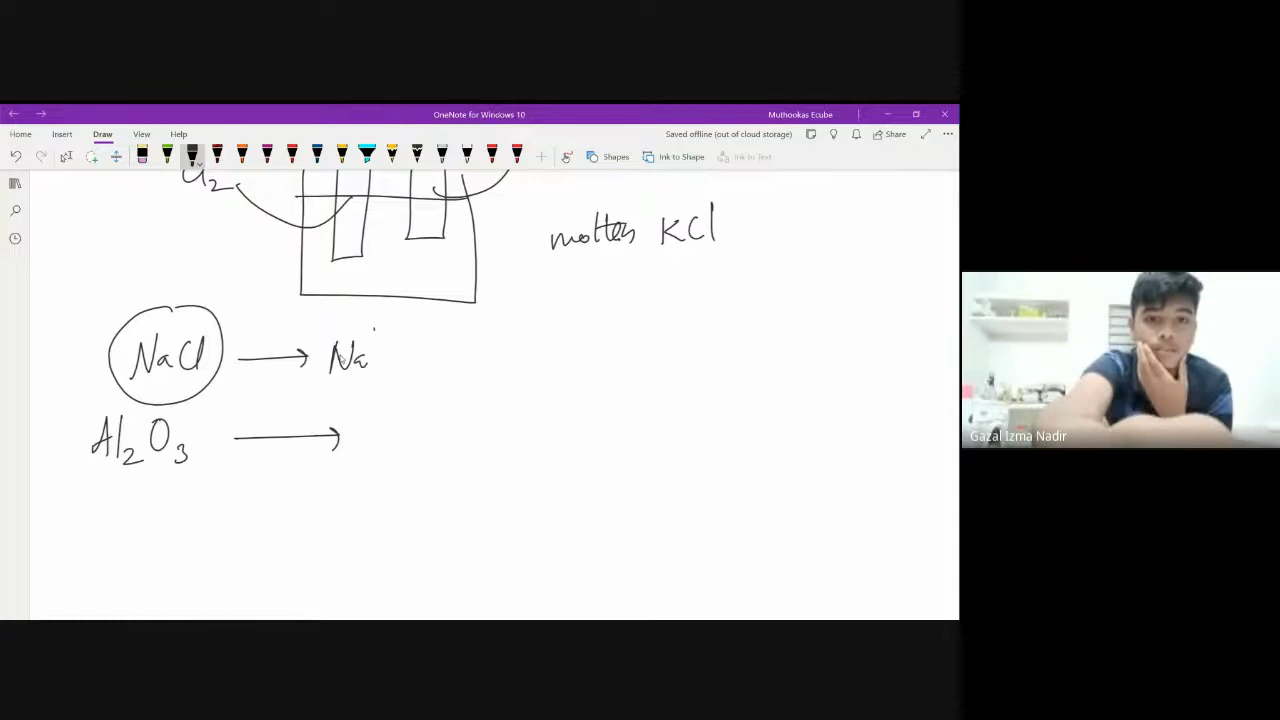 OneNote for Windows 10
Muthookas Ecube
Home Insert Draw View Help
Saved offline (out of cloud storage)
Share
Shapes
Ink to Shape
Ink to Text
molten KCl
NaCl → Na
Al₂O₃ →
Gazal Izma Nadir